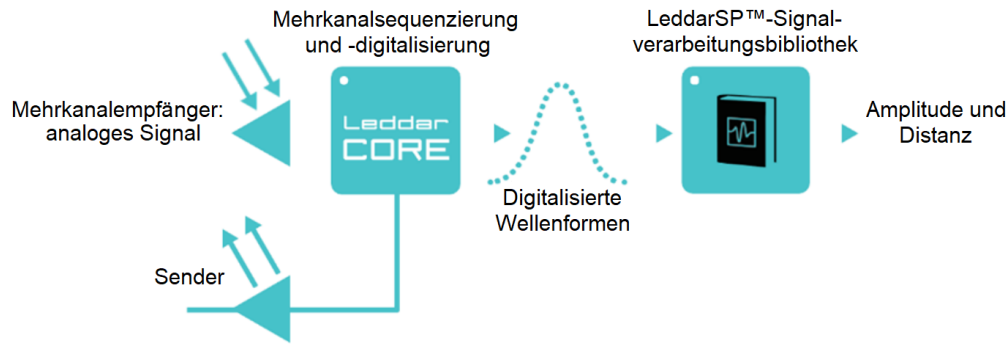 Mehrkanalsequenzierung
und -digitalisierung
LeddarSP™-Signal-
verarbeitungsbibliothek
Mehrkanalempfänger:
analoges Signal
Leddar
CORE
Amplitude und
Distanz
Digitalisierte
Wellenformen
Sender